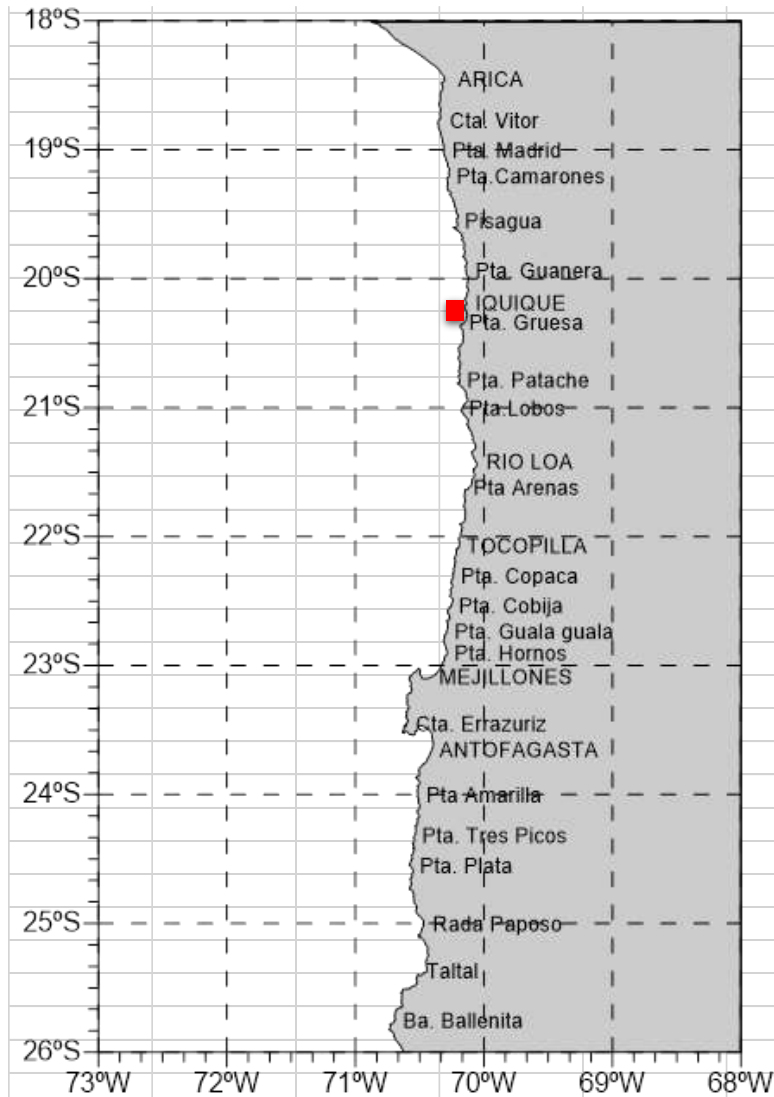 18ºS
ARICA
Cta. Vitor
19ºS
Pta. Madrid
Pta.Camarones
Pisagua
Pta. Guanera
20ºS
IQUIQUE
Pta. Gruesa
Pta. Patache
21ºS
Pta.Lobos
RIO LOA
Pta Arenas
22ºS
TOCOPILLA
Pta. Copaca
Pta. Cobija
Pta. Guala guala
Pta. Hornos
23ºS
MEJILLONES
Cta. Errazuriz
ANTOFAGASTA
24ºS
Pta Amarilla
Pta. Tres Picos
Pta. Plata
25ºS
Rada Paposo
Taltal
Ba. Ballenita
26ºS
73ºW 72ºW 71ºW 70ºW 69ºW 68ºW